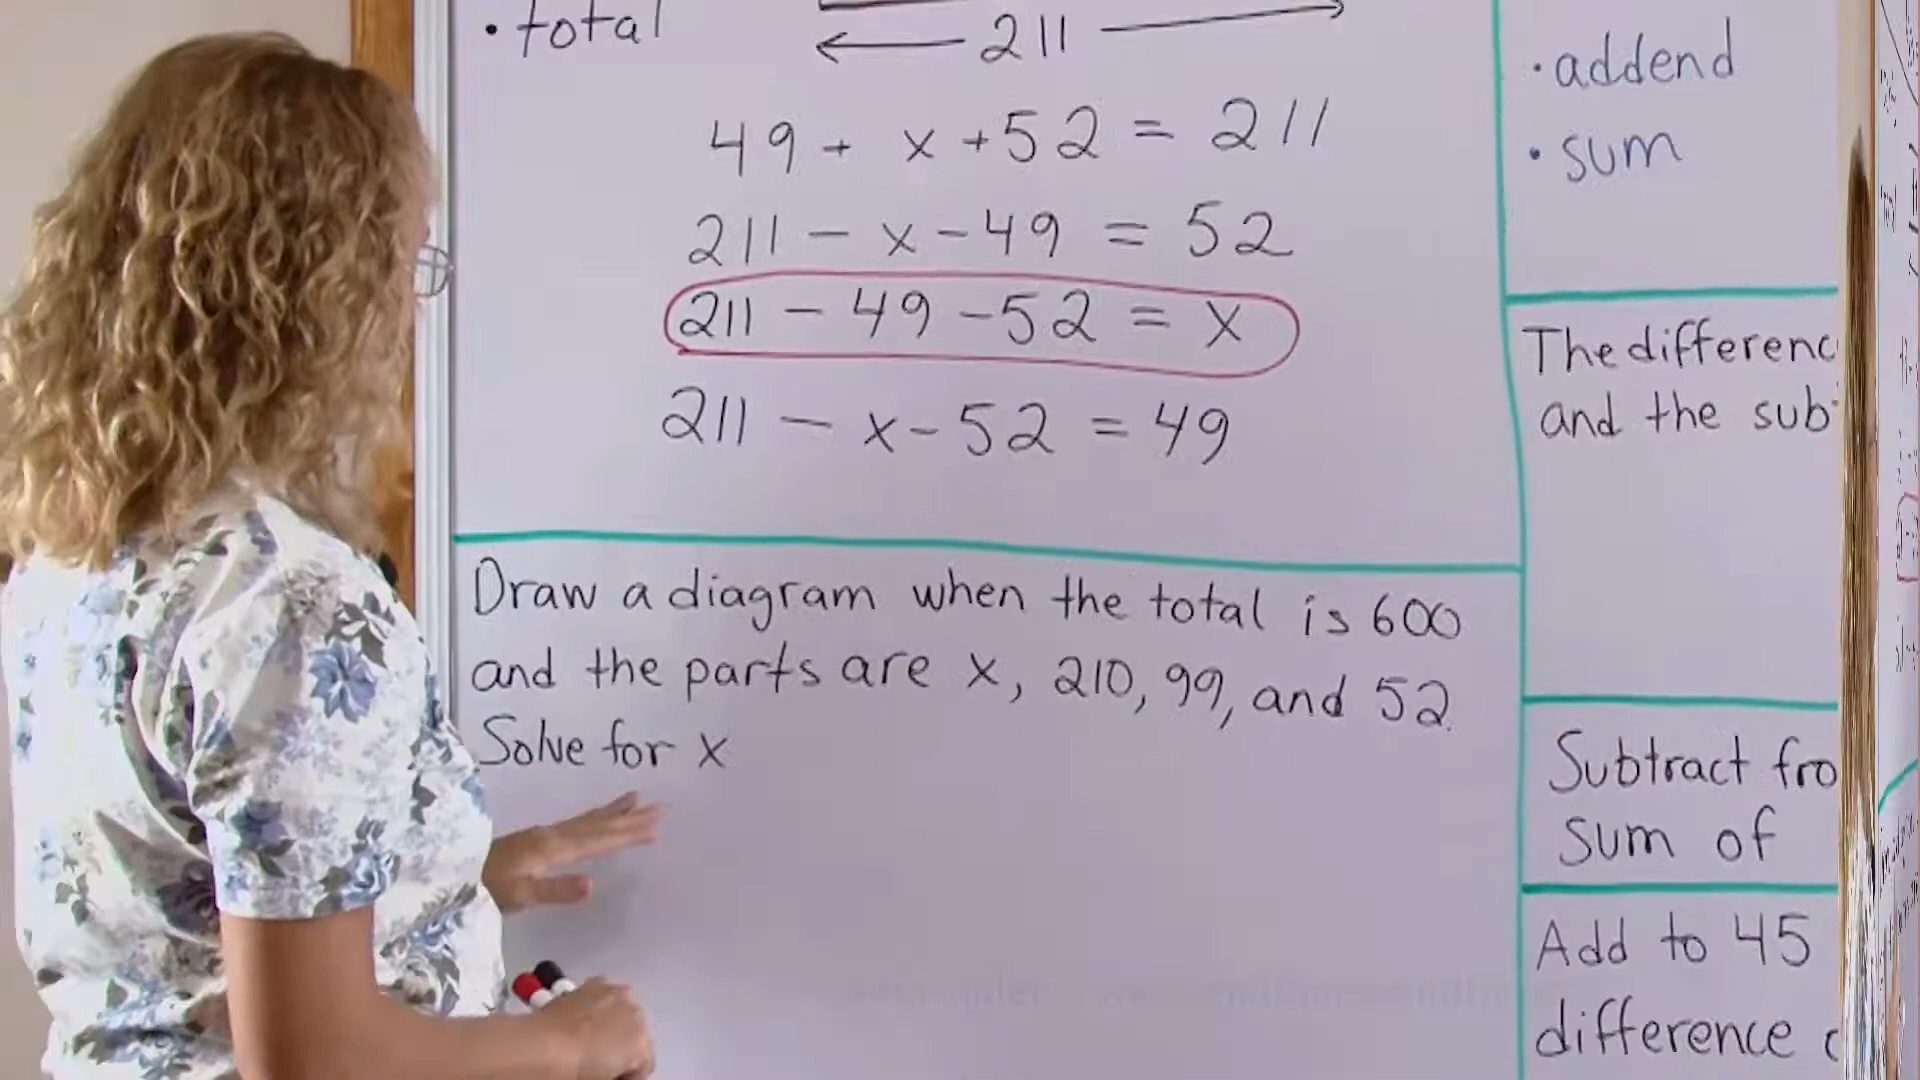 • total
211
49 + x + 52 = 211
211 - x - 49 = 52
211 - 49 - 52 = x
211 - x - 52 = 49
Draw a diagram when the total is 600
and the parts are x, 210, 99, and 52.
Solve for x
• addend
• sum
The differenc
and the sub
Subtract fro
sum of
Add to 45
difference